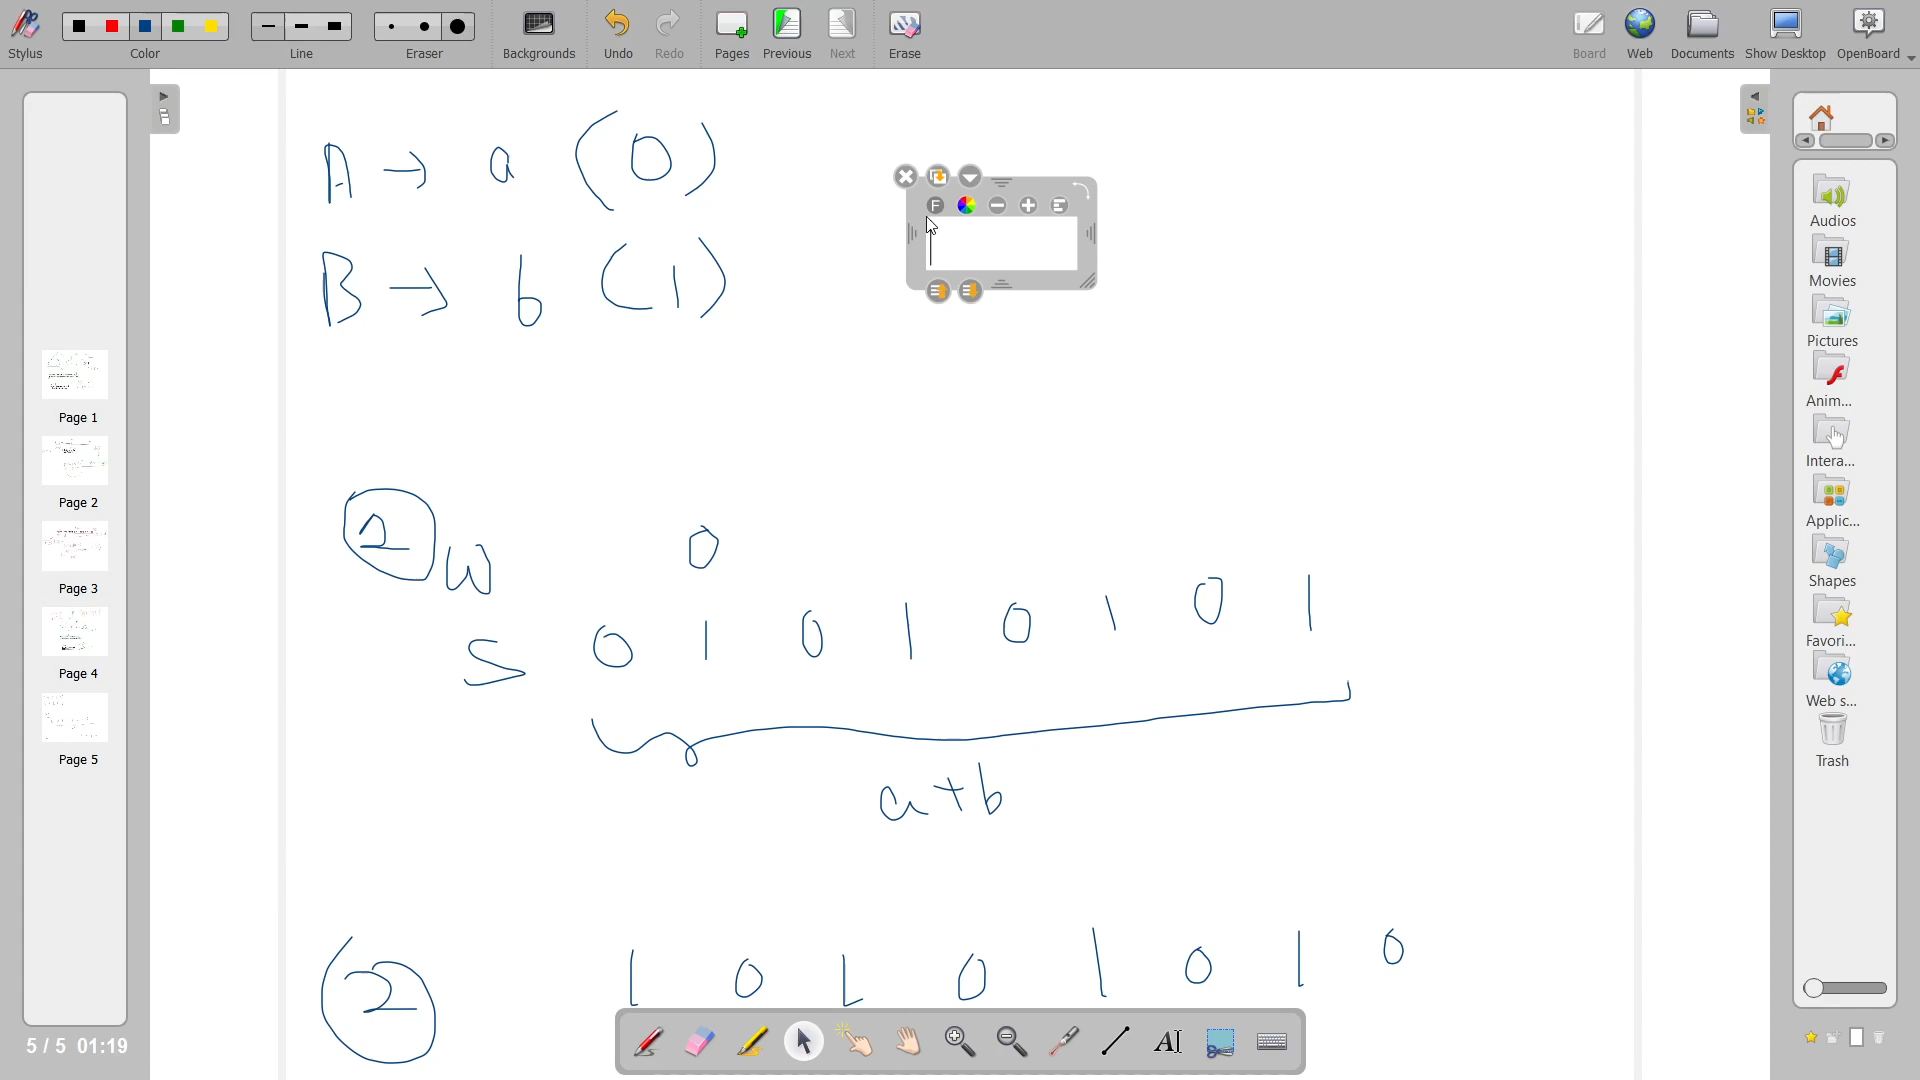 Stylus
Color
Line
Eraser
Backgrounds
Undo
Redo
Pages
Previous
Next
Erase
Board
Web
Documents
Show Desktop
OpenBoard
A → a (0)
B → b (1)
2
W 0
S 0 1 0 1 0 1 0 1
a+b
2 1 0 1 0 1 0 1 0
Page 1
Page 2
Page 3
Page 4
Page 5
5 / 5 01:19
F
Audios
Movies
Pictures
Anim...
Intera...
Applic...
Shapes
Favori...
Web s...
Trash
AI